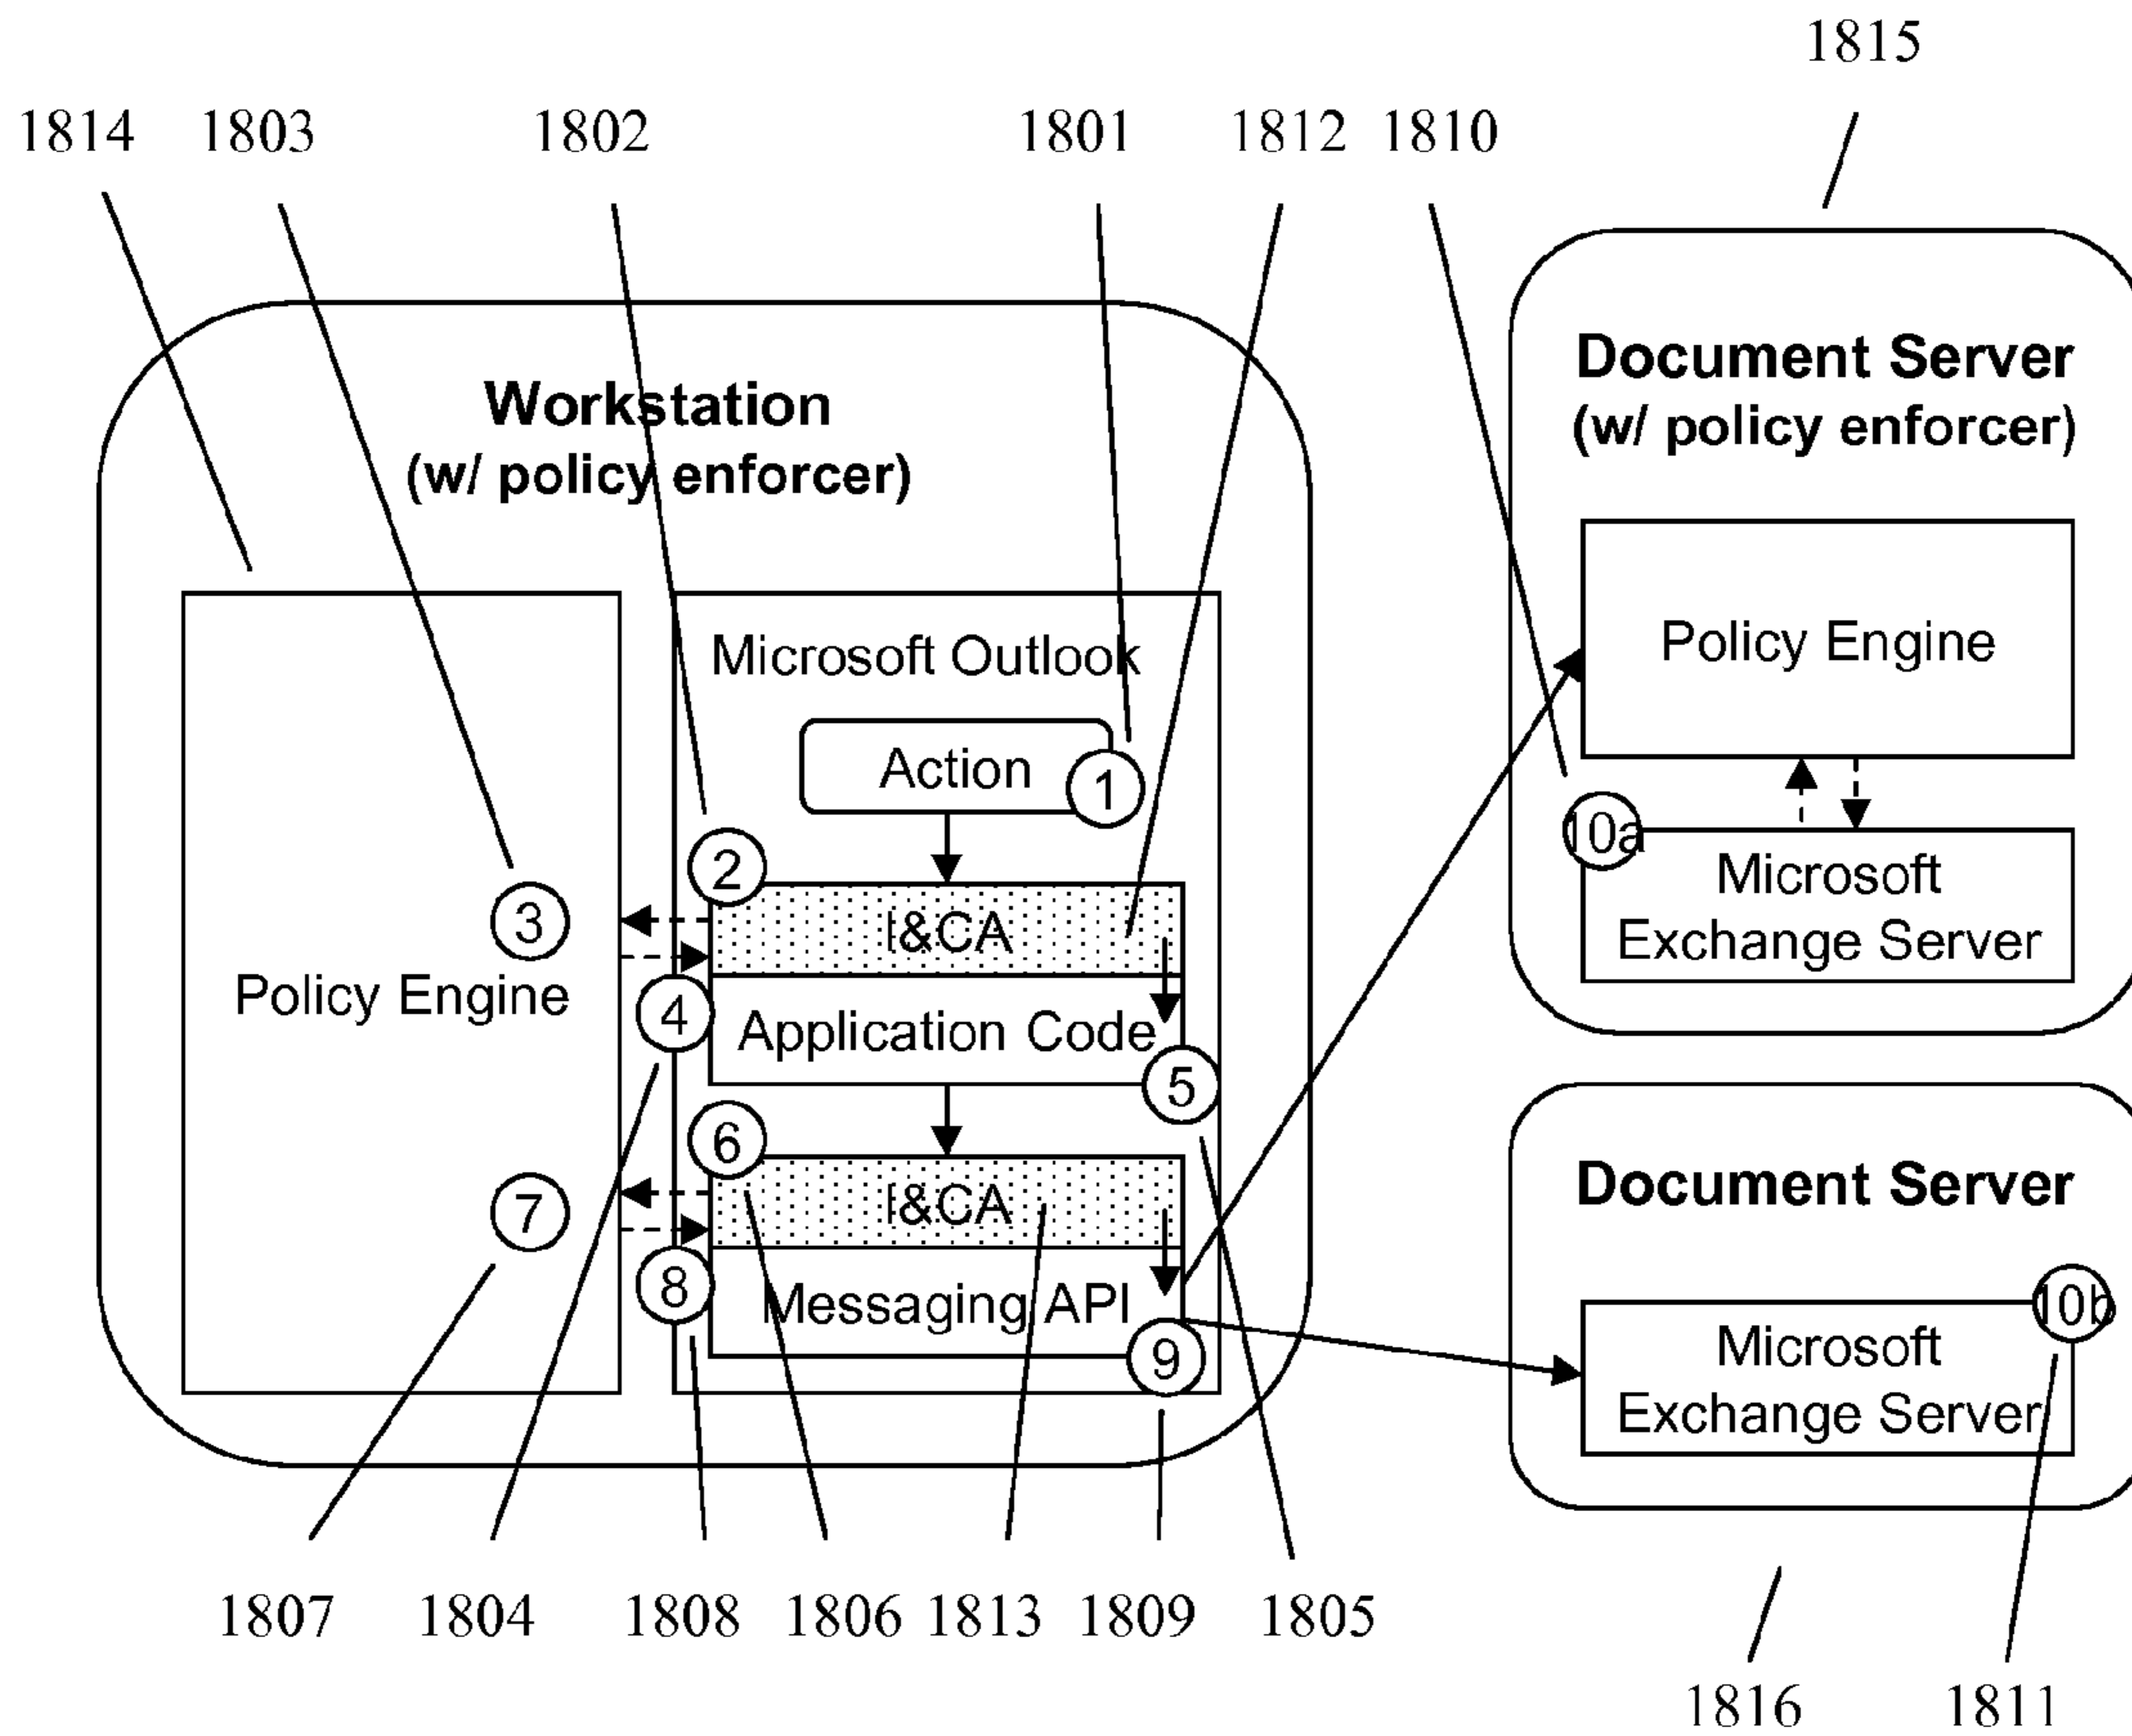 1815
1814 1803 1802 1801 1812 1810
Workstation
(w/ policy enforcer)
Policy Engine
3
7
Microsoft Outlook
Action
1
2
I&CA
4
Application Code
5
6
I&CA
8
Messaging API
9
Document Server
(w/ policy enforcer)
Policy Engine
10a
Microsoft
Exchange Server
Document Server
10b
Microsoft
Exchange Server
1807 1804 1808 1806 1813 1809 1805
1816 1811